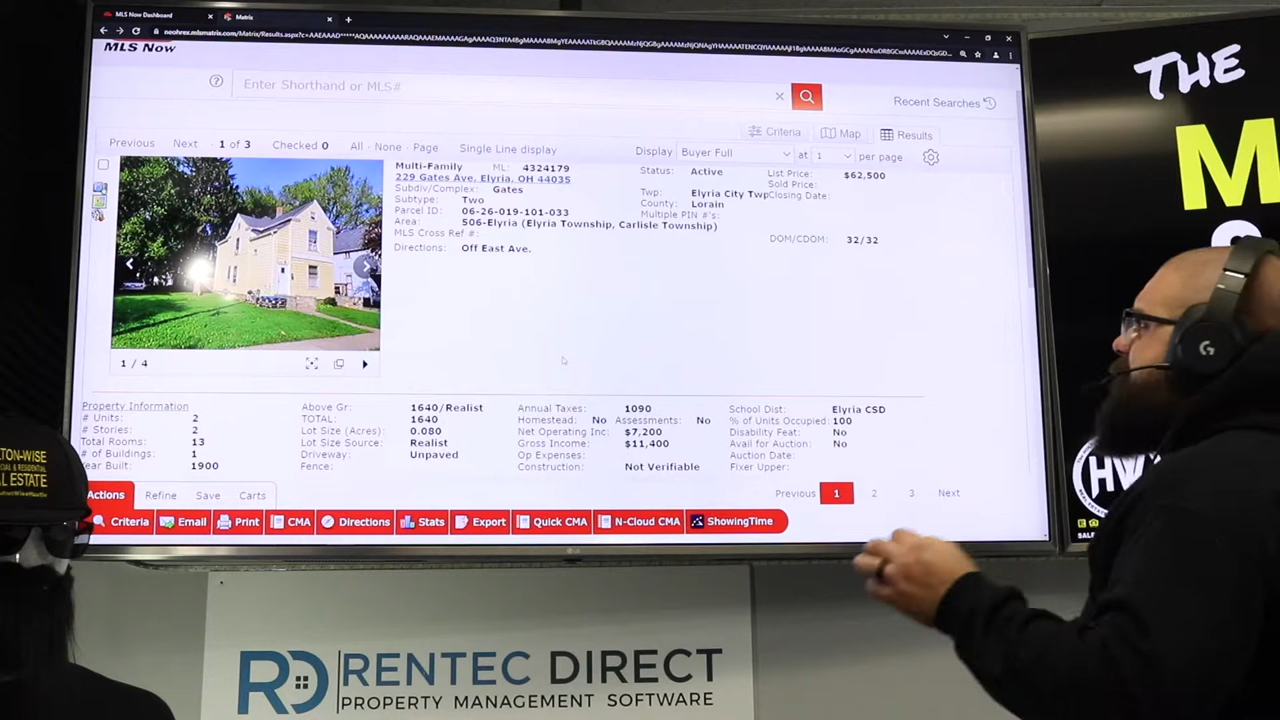 MLS Now Dashboard
Matrix
MLS Now
Enter Shorthand or MLS#
Recent Searches
Criteria
Map
Results
Previous Next · 1 of 3 Checked 0 All · None · Page Single Line display
Display Buyer Full at 1 per page
Multi-Family ML: 4324179
229 Gates Ave, Elyria, OH 44035
Subdiv/Complex: Gates
Subtype: Two
Parcel ID: 06-26-019-101-033
Area: 506-Elyria (Elyria Township, Carlisle Township)
MLS Cross Ref #:
Directions: Off East Ave.
Status: Active
Twp: Elyria City Twp
County: Lorain
Multiple PIN #'s:
List Price: $62,500
Sold Price:
Closing Date:
DOM/CDOM: 32/32
1 / 4
Property Information
# Units: 2
# Stories: 2
Total Rooms: 13
# of Buildings: 1
Year Built: 1900
Above Gr: 1640/Realist
TOTAL: 1640
Lot Size (Acres): 0.080
Lot Size Source: Realist
Driveway: Unpaved
Fence:
Annual Taxes: 1090
Homestead: No Assessments: No
Net Operating Inc: $7,200
Gross Income: $11,400
Op Expenses:
Construction: Not Verifiable
School Dist: Elyria CSD
% of Units Occupied: 100
Disability Feat: No
Avail for Auction: No
Auction Date:
Fixer Upper:
Actions Refine Save Carts
Previous 1 2 3 Next
Criteria Email Print CMA Directions Stats Export Quick CMA N-Cloud CMA ShowingTime
THE
M
HW
LTON-WISE
CIAL & RESIDENTIAL
AL ESTATE
RD RENTEC DIRECT
PROPERTY MANAGEMENT SOFTWARE